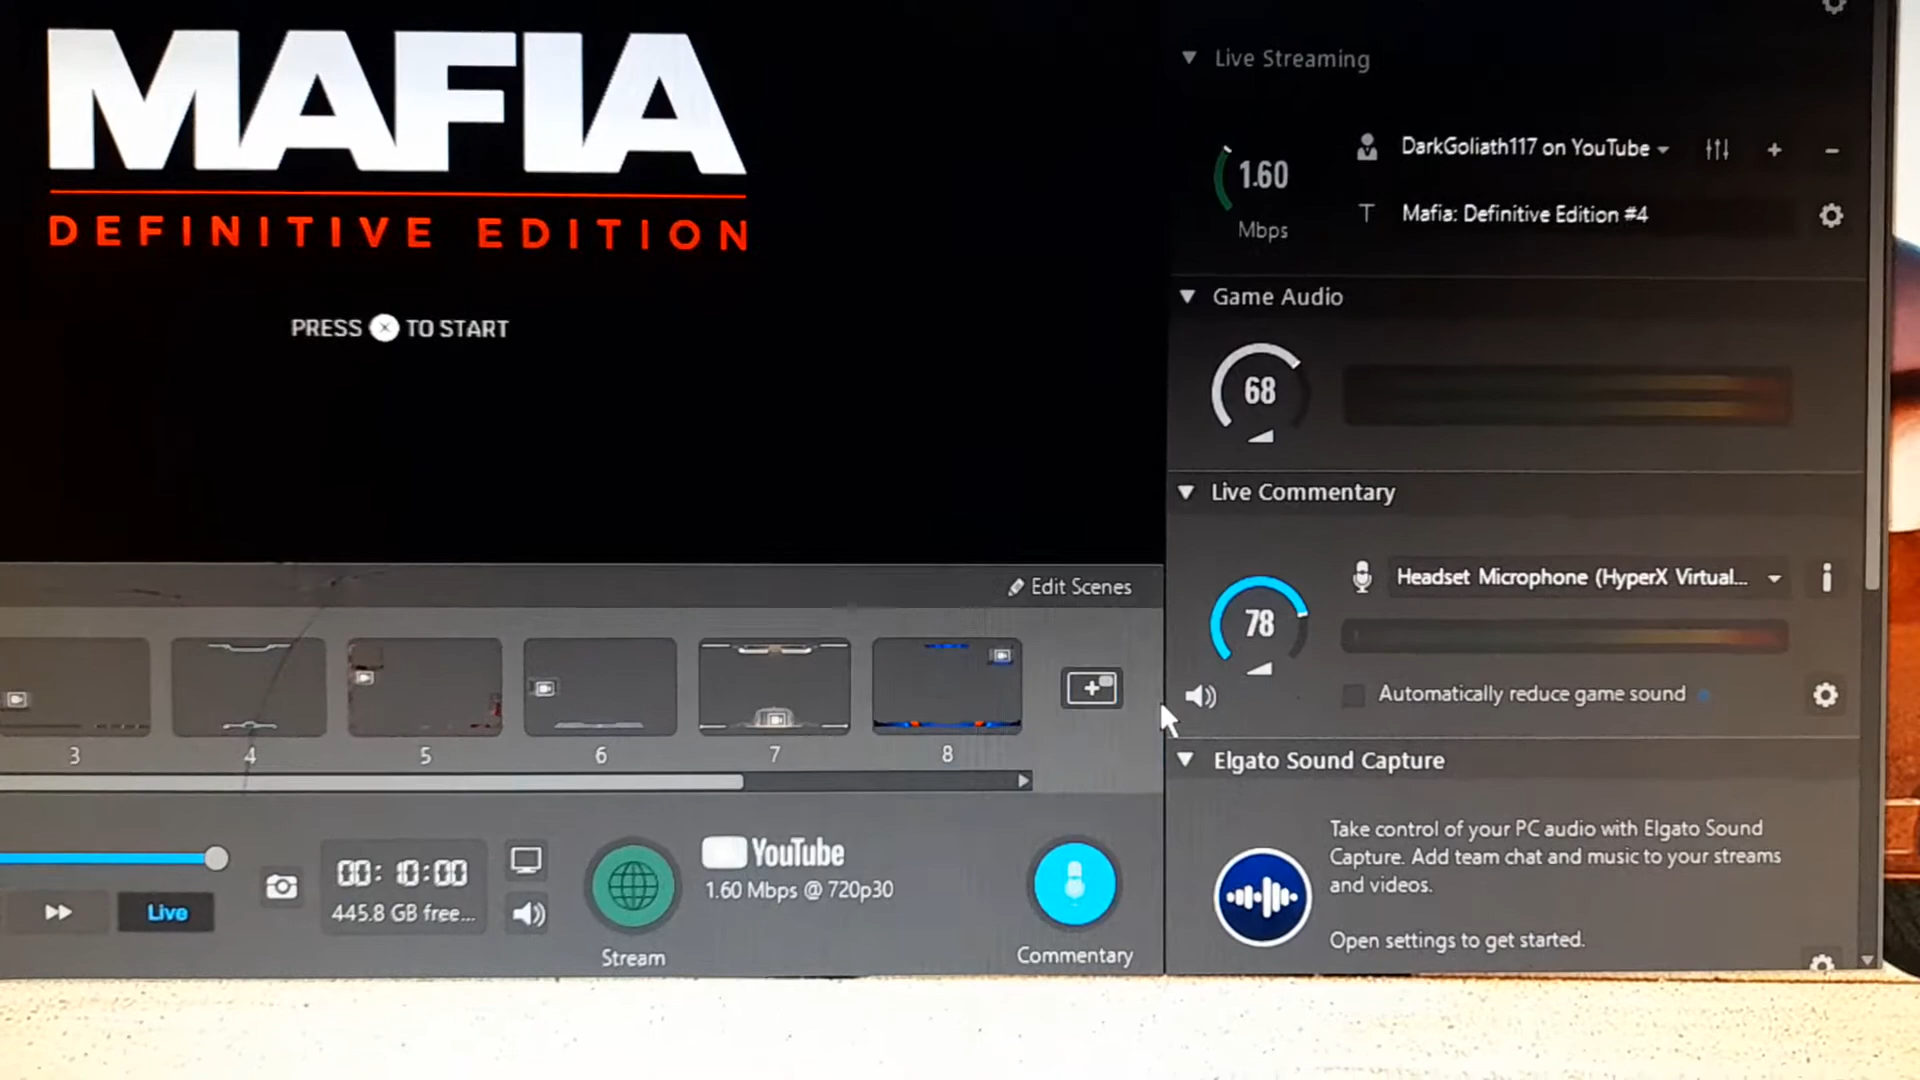 MAFIA
DEFINITIVE EDITION
PRESS X TO START
Live Streaming
1.60
Mbps
DarkGoliath117 on YouTube
T Mafia: Definitive Edition #4
Game Audio
68
Live Commentary
Headset Microphone (HyperX Virtual...
78
Automatically reduce game sound
Edit Scenes
3 4 5 6 7 8
Elgato Sound Capture
Take control of your PC audio with Elgato Sound
Capture. Add team chat and music to your streams
and videos.
Open settings to get started.
Live
00:10:00
445.8 GB free...
Stream
YouTube
1.60 Mbps @ 720p30
Commentary